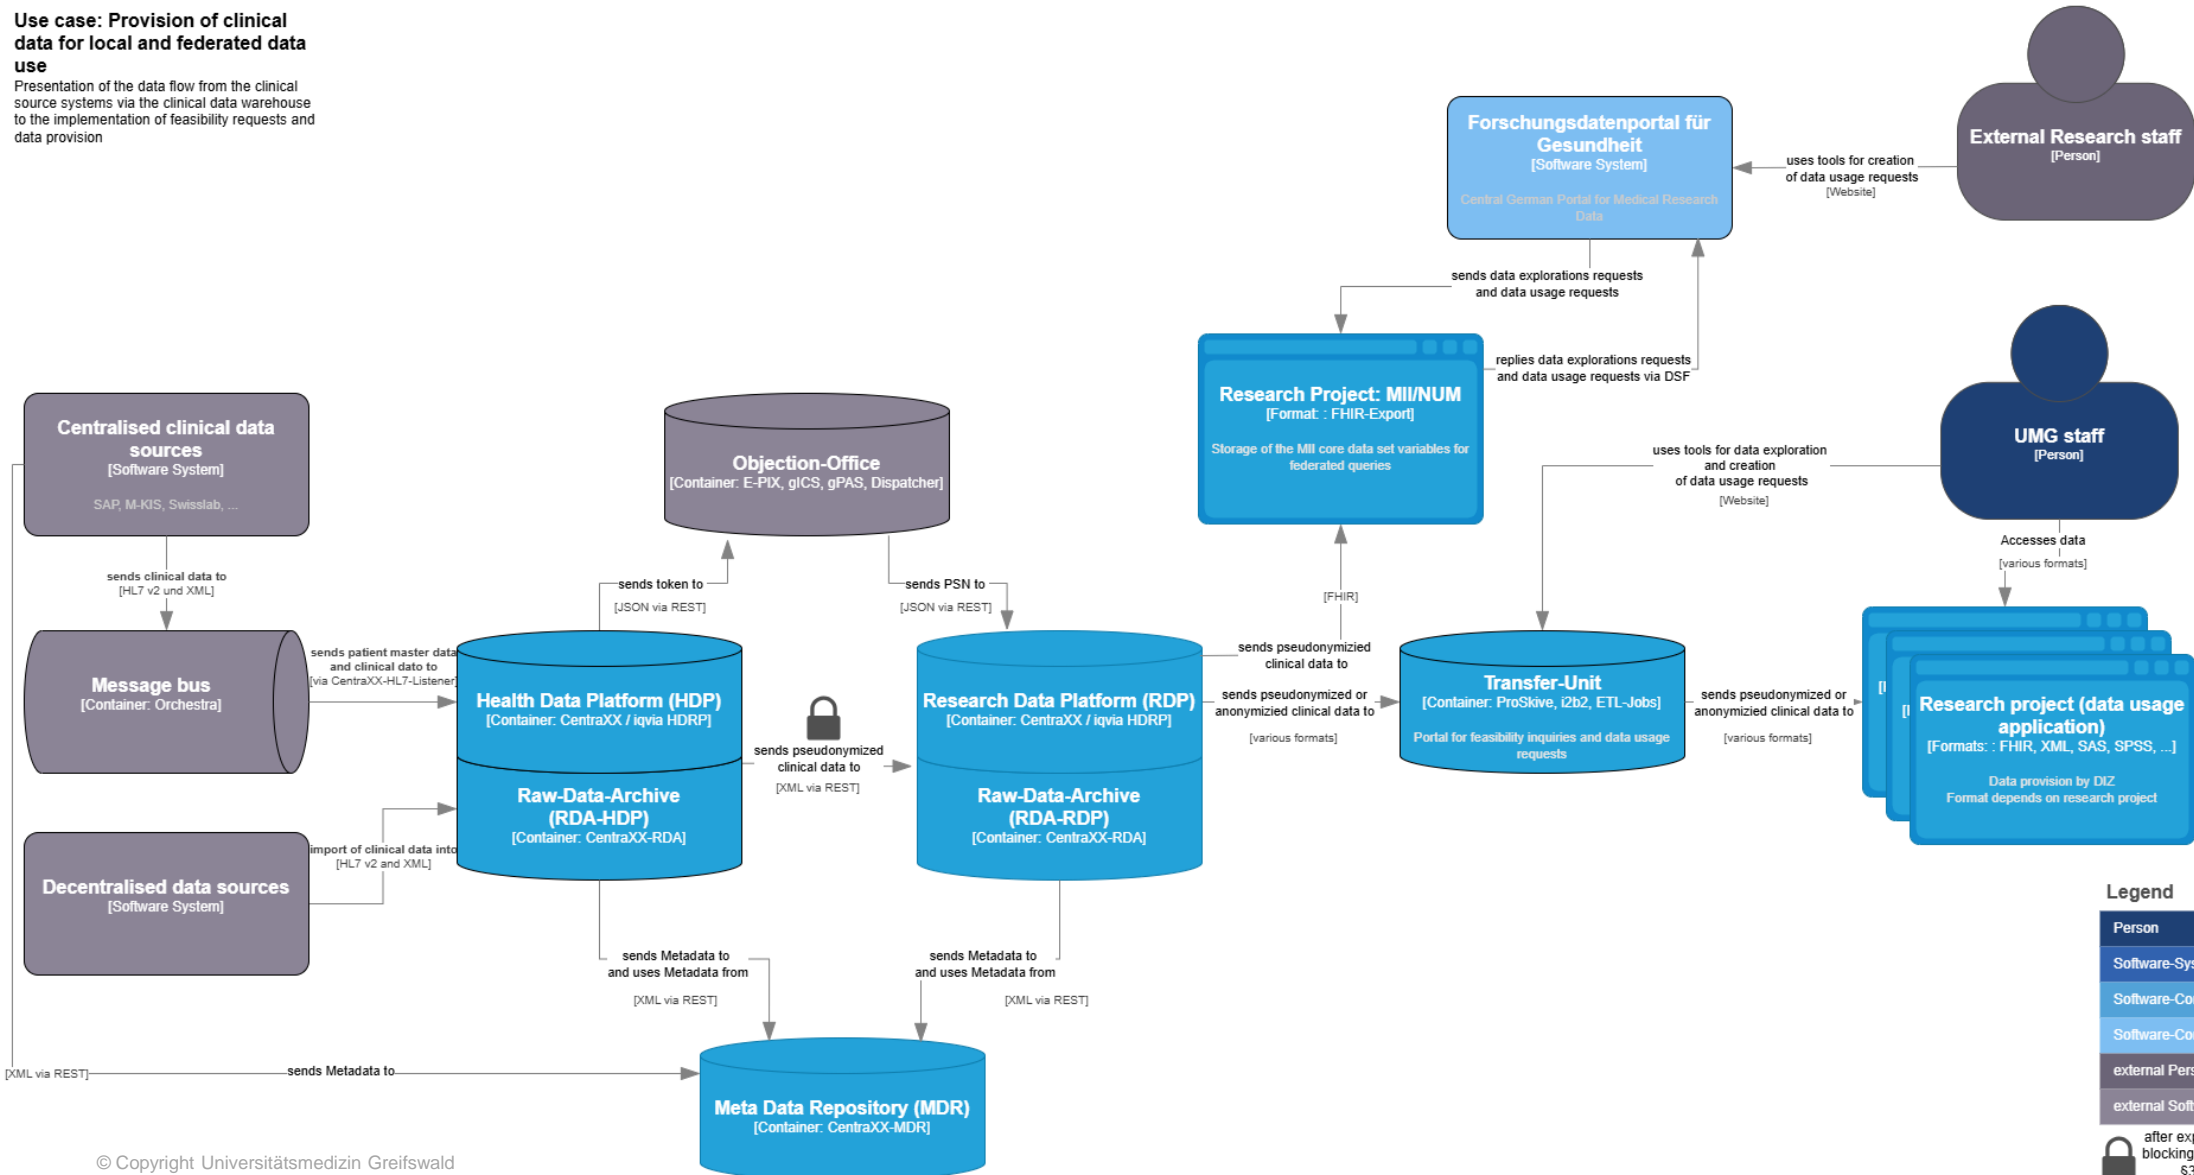 Use case: Provision of clinical
data for local and federated data
use
Presentation of the data flow from the clinical
source systems via the clinical data warehouse
to the implementation of feasibility requests and
data provision
External Research staff
[Person]
uses tools for creation
of data usage requests
[Website]
Forschungsdatenportal für
Gesundheit
[Software System]
Central German Portal for Medical Research
Data
sends data explorations requests
and data usage requests
replies data explorations requests
and data usage requests via DSF
Research Project: MII/NUM
[Format: : FHIR-Export]
Storage of the MII core data set variables for
federated queries
UMG staff
[Person]
uses tools for data exploration
and creation
of data usage requests
[Website]
Accesses data
[various formats]
Centralised clinical data
sources
[Software System]
SAP, M-KIS, Swisslab, ...
sends clinical data to
[HL7 v2 und XML]
Objection-Office
[Container: E-PIX, gICS, gPAS, Dispatcher]
sends token to
[JSON via REST]
sends PSN to
[JSON via REST]
[FHIR]
sends pseudonymizied
clinical data to
Message bus
[Container: Orchestra]
sends patient master data
and clinical dato to
[via CentraXX-HL7-Listener]
Health Data Platform (HDP)
[Container: CentraXX / iqvia HDRP]
Raw-Data-Archive
(RDA-HDP)
[Container: CentraXX-RDA]
sends pseudonymized
clinical data to
[XML via REST]
Research Data Platform (RDP)
[Container: CentraXX / iqvia HDRP]
Raw-Data-Archive
(RDA-RDP)
[Container: CentraXX-RDA]
sends pseudonymized or
anonymizied clinical data to
[various formats]
Transfer-Unit
[Container: ProSkive, i2b2, ETL-Jobs]
Portal for feasibility inquiries and data usage
requests
sends pseudonymized or
anonymizied clinical data to
[various formats]
Research project (data usage
application)
[Formats: : FHIR, XML, SAS, SPSS, ...]
Data provision by DIZ
Format depends on research project
Decentralised data sources
[Software System]
import of clinical data into
[HL7 v2 and XML]
sends Metadata to
and uses Metadata from
[XML via REST]
sends Metadata to
and uses Metadata from
[XML via REST]
[XML via REST]
sends Metadata to
Meta Data Repository (MDR)
[Container: CentraXX-MDR]
Legend
Person
Software-Sys
Software-Co
Software-Co
external Pers
external Soft
after exp
blocking
§3
© Copyright Universitätsmedizin Greifswald